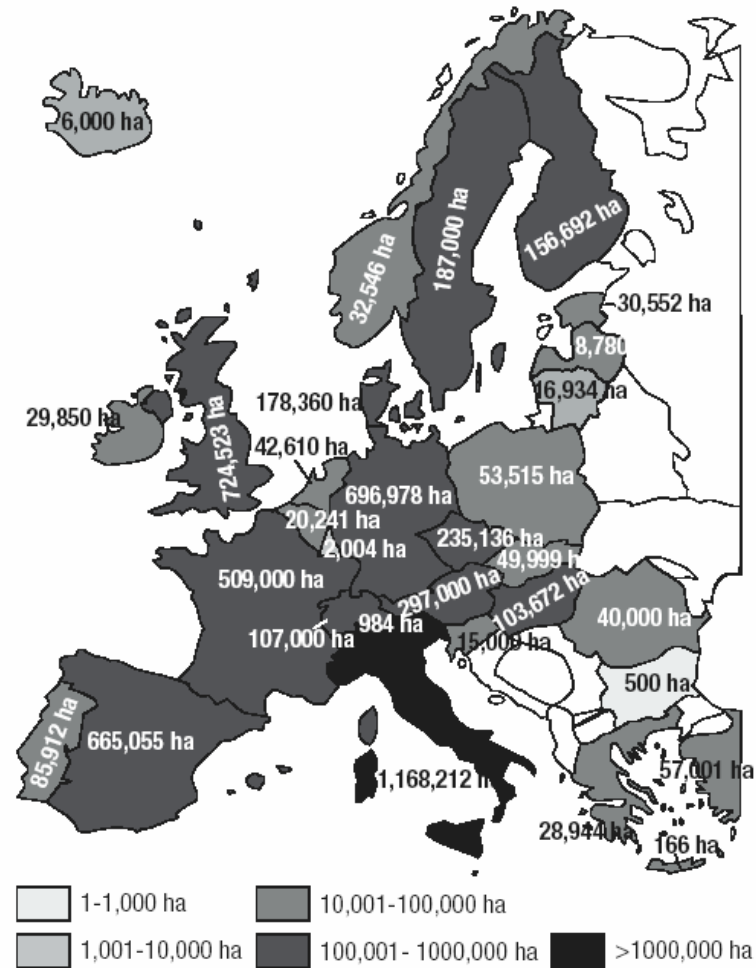 6,000 ha
156,692 ha
187,000 ha
32,546 ha
30,552 ha
8,780
16,934 ha
178,360 ha
29,850 ha
724,523 ha
42,610 ha
53,515 ha
696,978 ha
20,241 ha
235,136 ha
2,004 ha
49,999 h
509,000 ha
297,000 ha
103,672 ha
984 ha
40,000 ha
107,000 ha
15,000 ha
500 ha
85,912 ha
665,055 ha
57,001 ha
1,168,212 h
28,944 ha
166 ha
1-1,000 ha
10,001-100,000 ha
1,001-10,000 ha
100,001- 1000,000 ha
>1000,000 ha